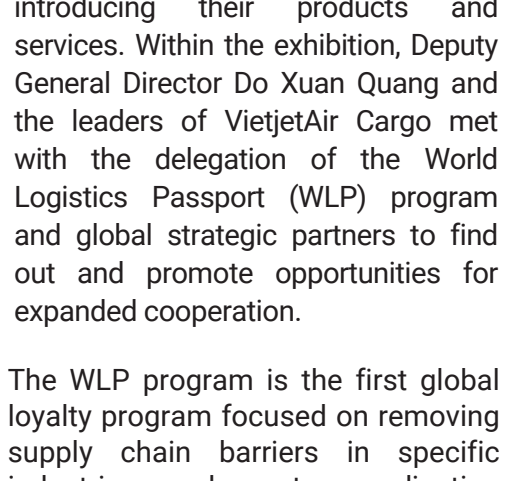 introducing their products and
services. Within the exhibition, Deputy
General Director Do Xuan Quang and
the leaders of VietjetAir Cargo met
with the delegation of the World
Logistics Passport (WLP) program
and global strategic partners to find
out and promote opportunities for
expanded cooperation.
The WLP program is the first global
loyalty program focused on removing
supply chain barriers in specific